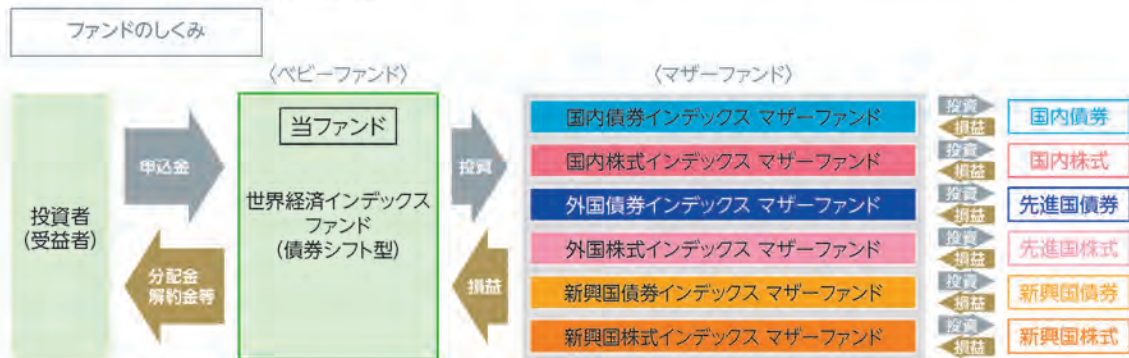 ファンドのしくみ
〈ベビーファンド〉
〈マザーファンド〉
投資者
(受益者)
申込金
分配金
解約金等
当ファンド
世界経済インデックス
ファンド
(債券シフト型)
投資
損益
国内債券インデックス マザーファンド
投資
損益
国内債券
国内株式インデックス マザーファンド
投資
損益
国内株式
外国債券インデックス マザーファンド
投資
損益
先進国債券
外国株式インデックス マザーファンド
投資
損益
先進国株式
新興国債券インデックス マザーファンド
投資
損益
新興国債券
新興国株式インデックス マザーファンド
投資
損益
新興国株式